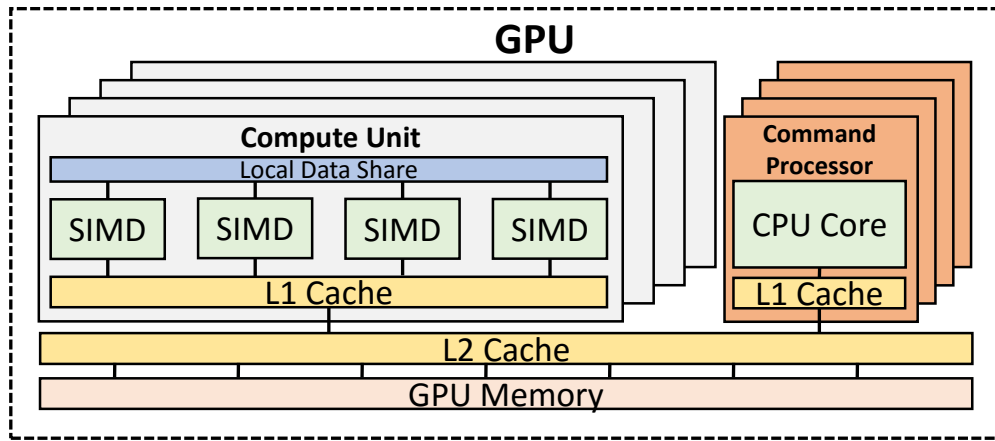 GPU
Compute Unit
Local Data Share
SIMD
SIMD
SIMD
SIMD
L1 Cache
Command
Processor
CPU Core
L1 Cache
L2 Cache
GPU Memory